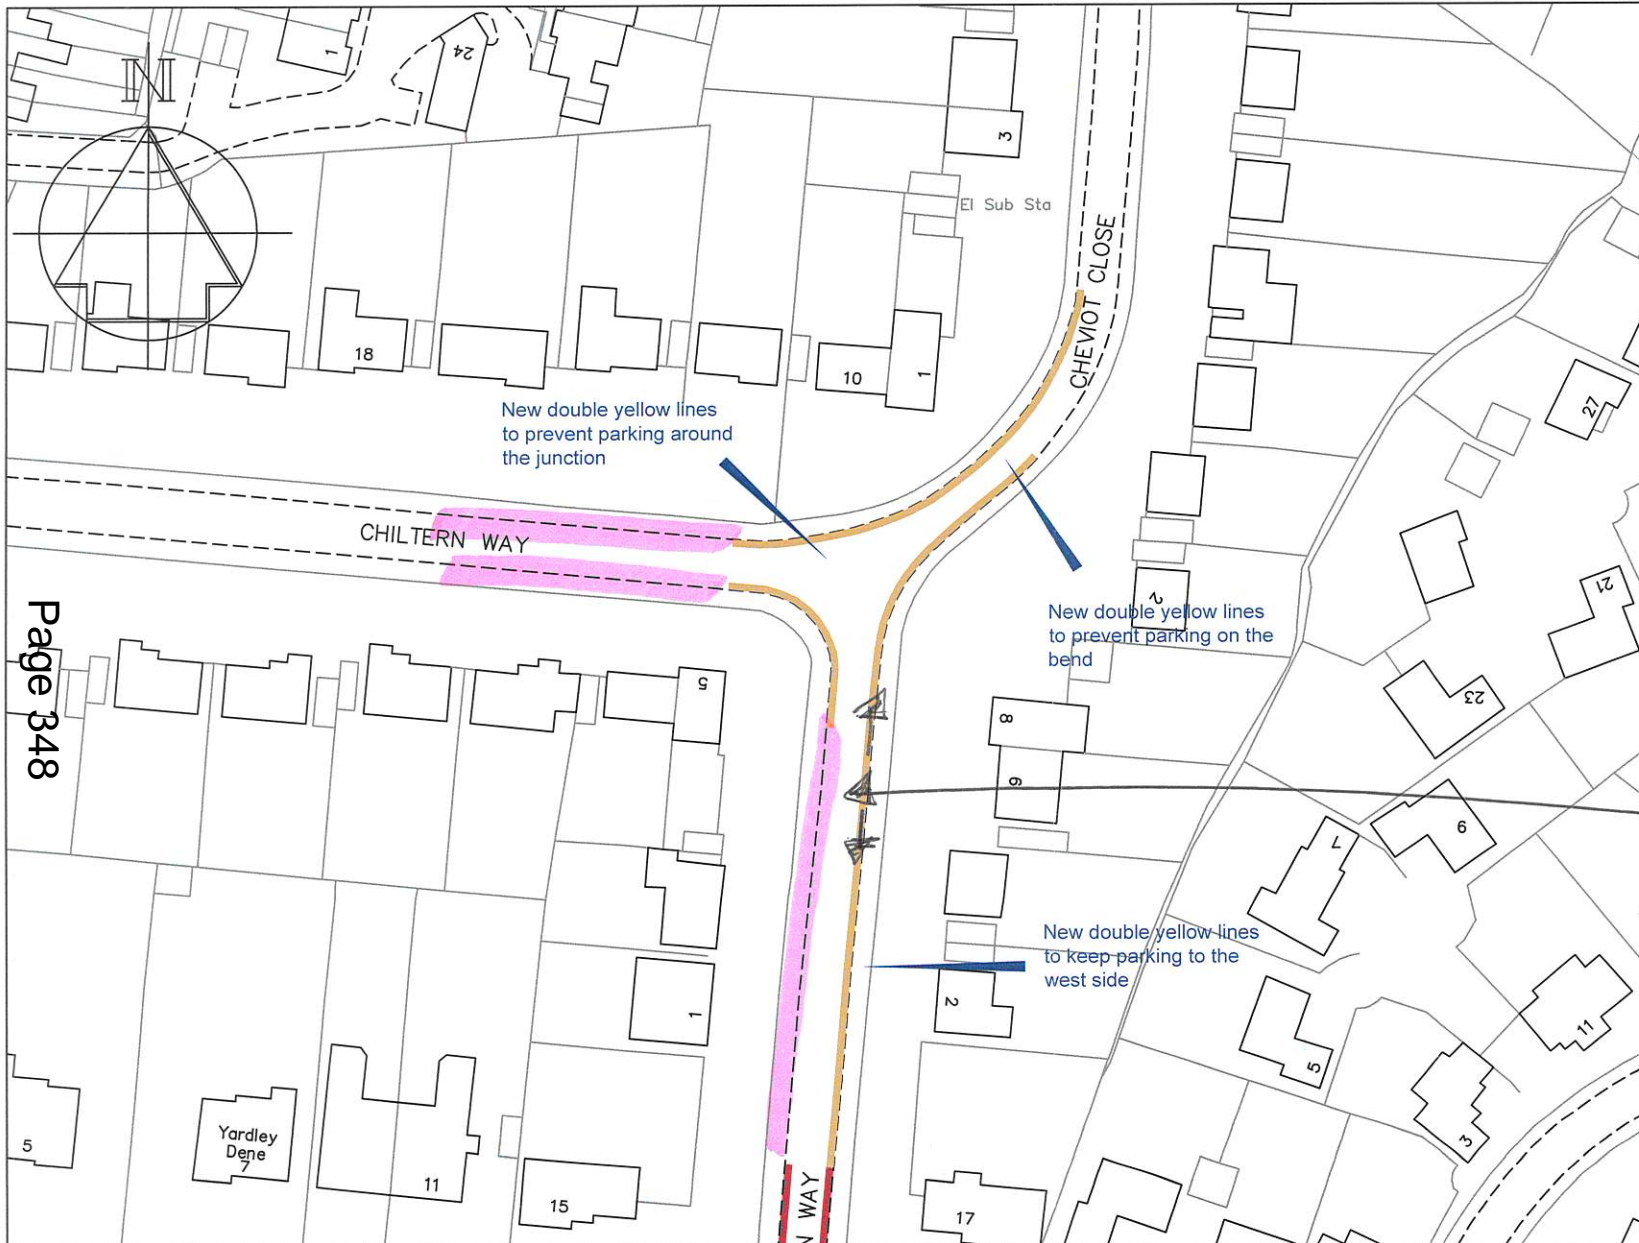 1
24
N
3
El Sub Sta
CHEVIOT CLOSE
18
10
1
27
New double yellow lines
to prevent parking around
the junction
CHILTERN WAY
2
21
New double yellow lines
to prevent parking on the
bend
Page 348
5
23
8
6
9
7
New double yellow lines
to keep parking to the
west side
2
1
11
5
3
5
Yardley
Dene
7
11
15
N WAY
17